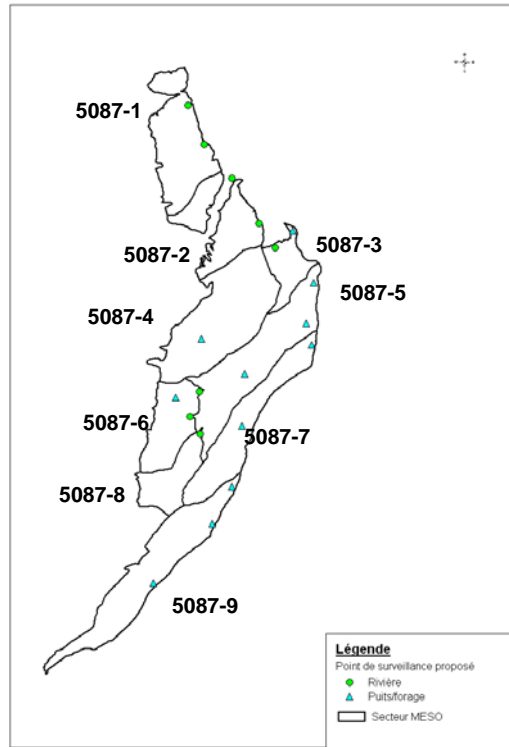 5087-1
5087-2
5087-3
5087-5
5087-4
5087-6
5087-7
5087-8
5087-9
Légende
Point de surveillance proposé
Rivière
Puits/forage
Secteur MESO